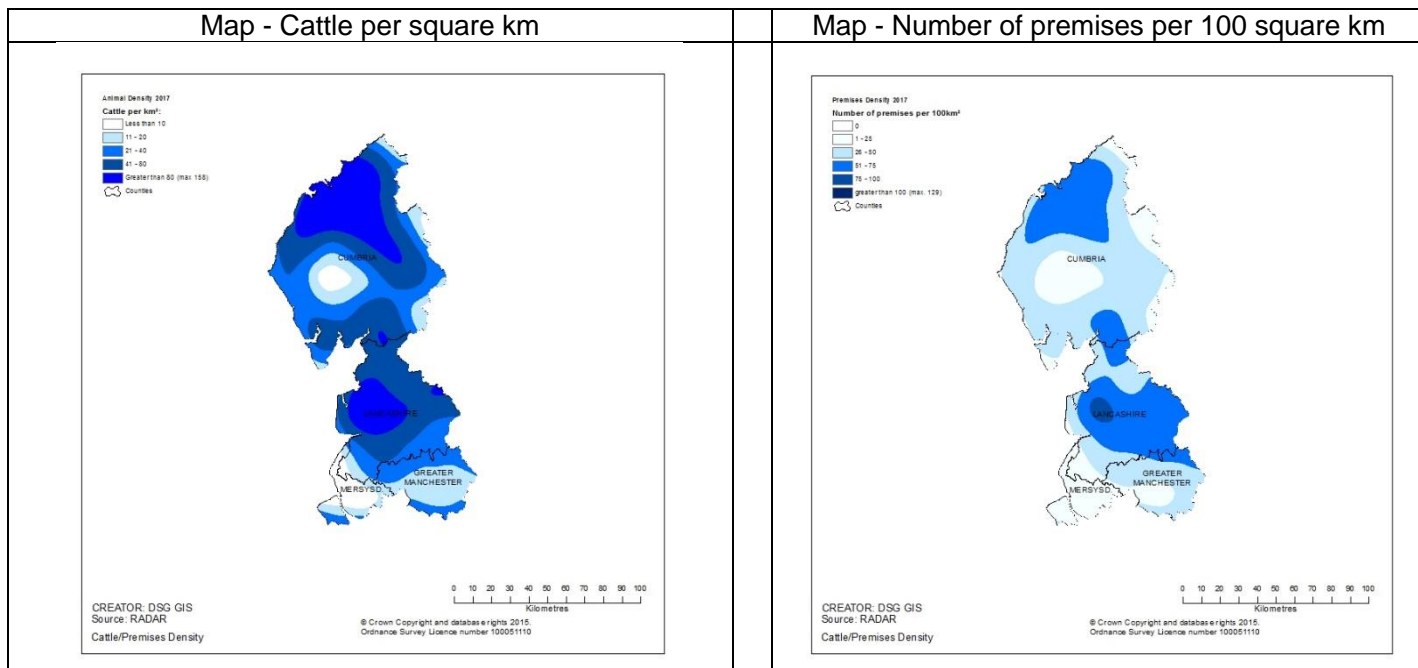 Map - Cattle per square km
Map - Number of premises per 100 square km
Animal Density 2017
Cattle per km²:
Less than 10
11 - 20
21 - 40
41 - 80
Greater than 80 (max 158)
Counties
CUMBRIA
LANCASHIRE
GREATER
MANCHESTER
MERSYSD
0 10 20 30 40 50 60 70 80 90 100
Kilometres
CREATOR: DSG GIS
Source: RADAR
Cattle/Premises Density
© Crown Copyright and database rights 2015.
Ordnance Survey Licence number 100051110
Premises Density 2017
Number of premises per 100km²
0
1 - 25
26 - 50
51 - 75
75 - 100
greater than 100 (max. 129)
Counties
CUMBRIA
LANCASHIRE
GREATER
MANCHESTER
MERSYSD
0 10 20 30 40 50 60 70 80 90 100
Kilometres
CREATOR: DSG GIS
Source: RADAR
Cattle/Premises Density
© Crown Copyright and database rights 2015.
Ordnance Survey Licence number 100051110